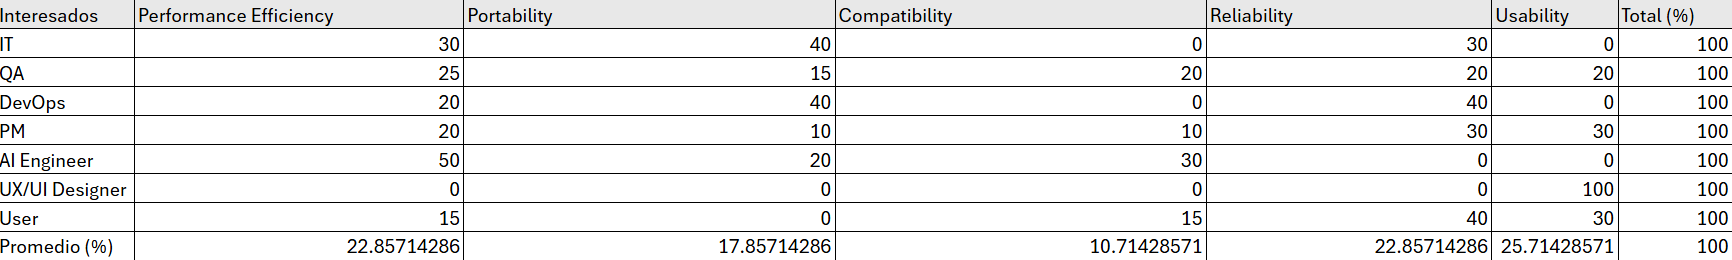 Interesados Performance Efficiency Portability Compatibility Reliability Usability Total (%)
IT 30 40 0 30 0 100
QA 25 15 20 20 20 100
DevOps 20 40 0 40 0 100
PM 20 10 10 30 30 100
AI Engineer 50 20 30 0 0 100
UX/UI Designer 0 0 0 0 100 100
User 15 0 15 40 30 100
Promedio (%) 22.85714286 17.85714286 10.71428571 22.85714286 25.71428571 100